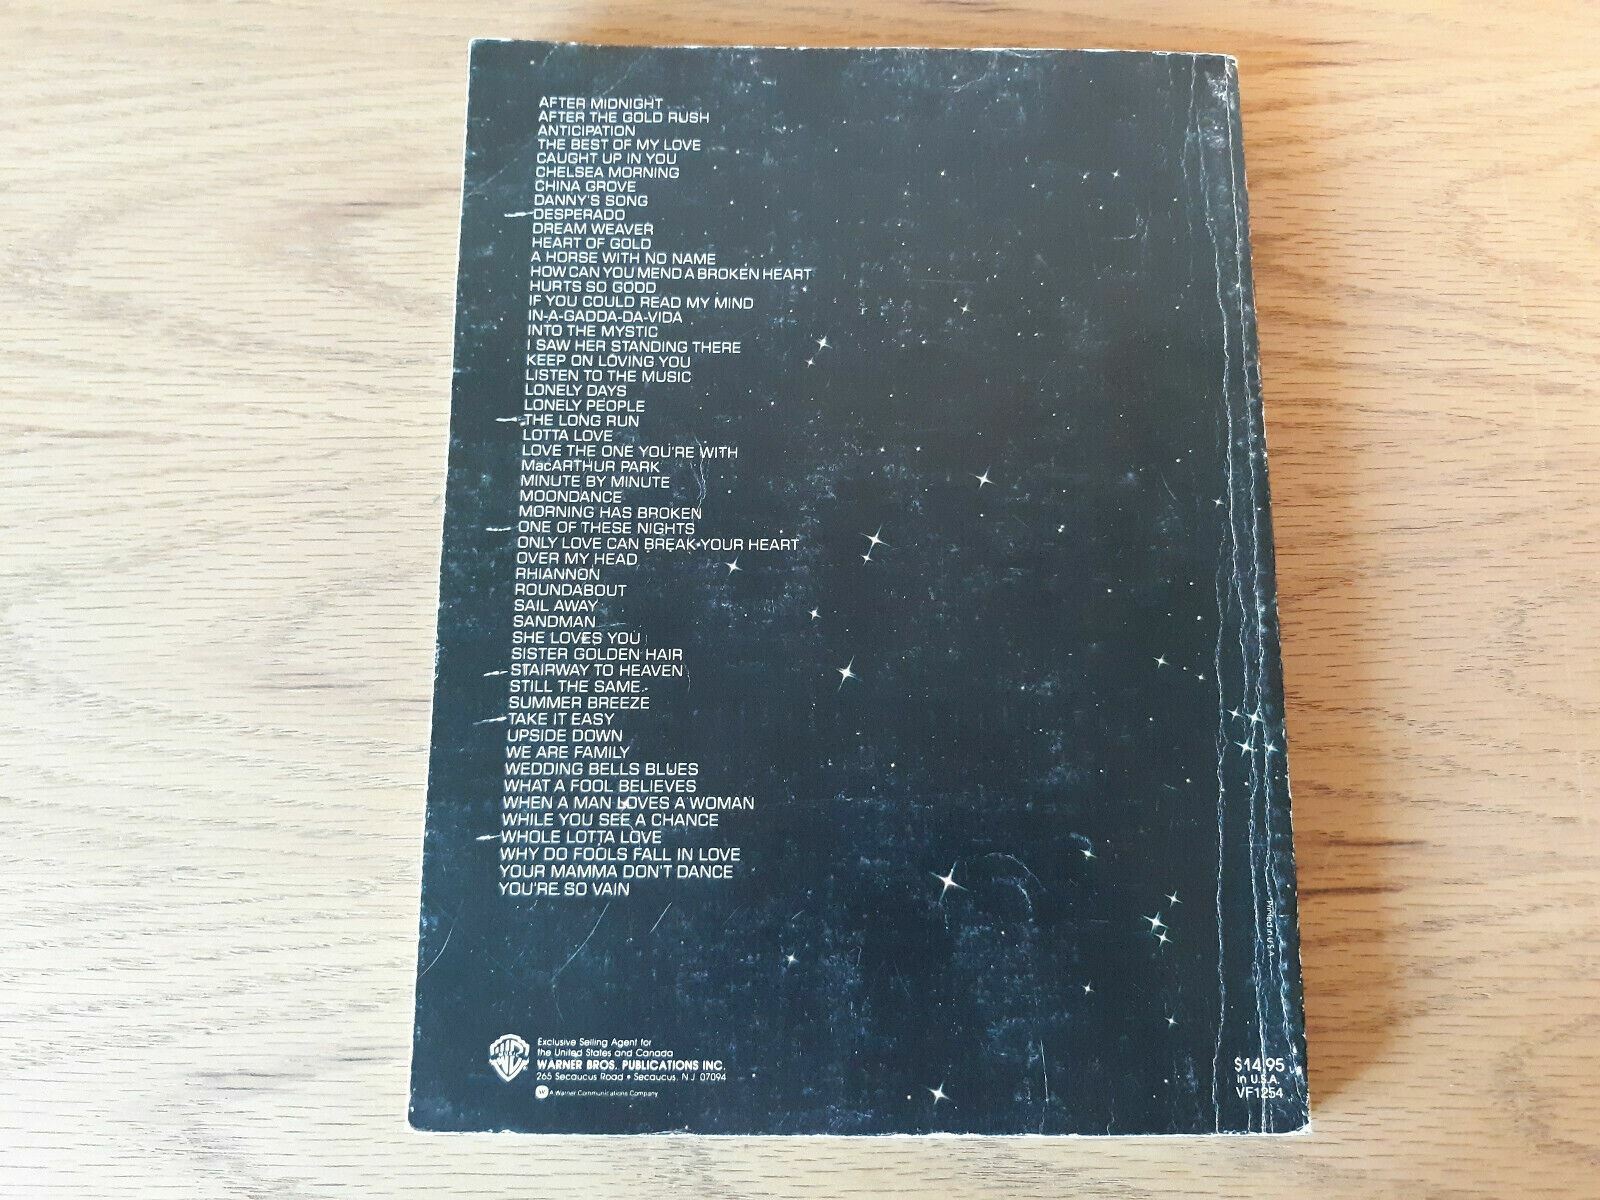 AFTER MIDNIGHT
AFTER THE GOLD RUSH
ANTICIPATION
THE BEST OF MY LOVE
CAUGHT UP IN YOU
CHELSEA MORNING
CHINA GROVE
DANNY'S SONG
DESPERADO
DREAM WEAVER
HEART OF GOLD
A HORSE WITH NO NAME
HOW CAN YOU MEND A BROKEN HEART
HURTS SO GOOD
IF YOU COULD READ MY MIND
IN-A-GADDA-DA-VIDA
INTO THE MYSTIC
I SAW HER STANDING THERE
KEEP ON LOVING YOU
LISTEN TO THE MUSIC
LONELY DAYS
LONELY PEOPLE
THE LONG RUN
LOTTA LOVE
LOVE THE ONE YOU'RE WITH
MacARTHUR PARK
MINUTE BY MINUTE
MOONDANCE
MORNING HAS BROKEN
ONE OF THESE NIGHTS
ONLY LOVE CAN BREAK YOUR HEART
OVER MY HEAD
RHIANNON
ROUNDABOUT
SAIL AWAY
SANDMAN
SHE LOVES YOU
SISTER GOLDEN HAIR
STAIRWAY TO HEAVEN
STILL THE SAME
SUMMER BREEZE
TAKE IT EASY
UPSIDE DOWN
WE ARE FAMILY
WEDDING BELLS BLUES
WHAT A FOOL BELIEVES
WHEN A MAN LOVES A WOMAN
WHILE YOU SEE A CHANCE
WHOLE LOTTA LOVE
WHY DO FOOLS FALL IN LOVE
YOUR MAMMA DON'T DANCE
YOU'RE SO VAIN
Printed in U.S.A.
Exclusive Selling Agent for
the United States and Canada
WARNER BROS. PUBLICATIONS INC.
265 Secaucus Road • Secaucus, N.J. 07094
A Warner Communications Company
$14.95
in U.S.A.
VF1254